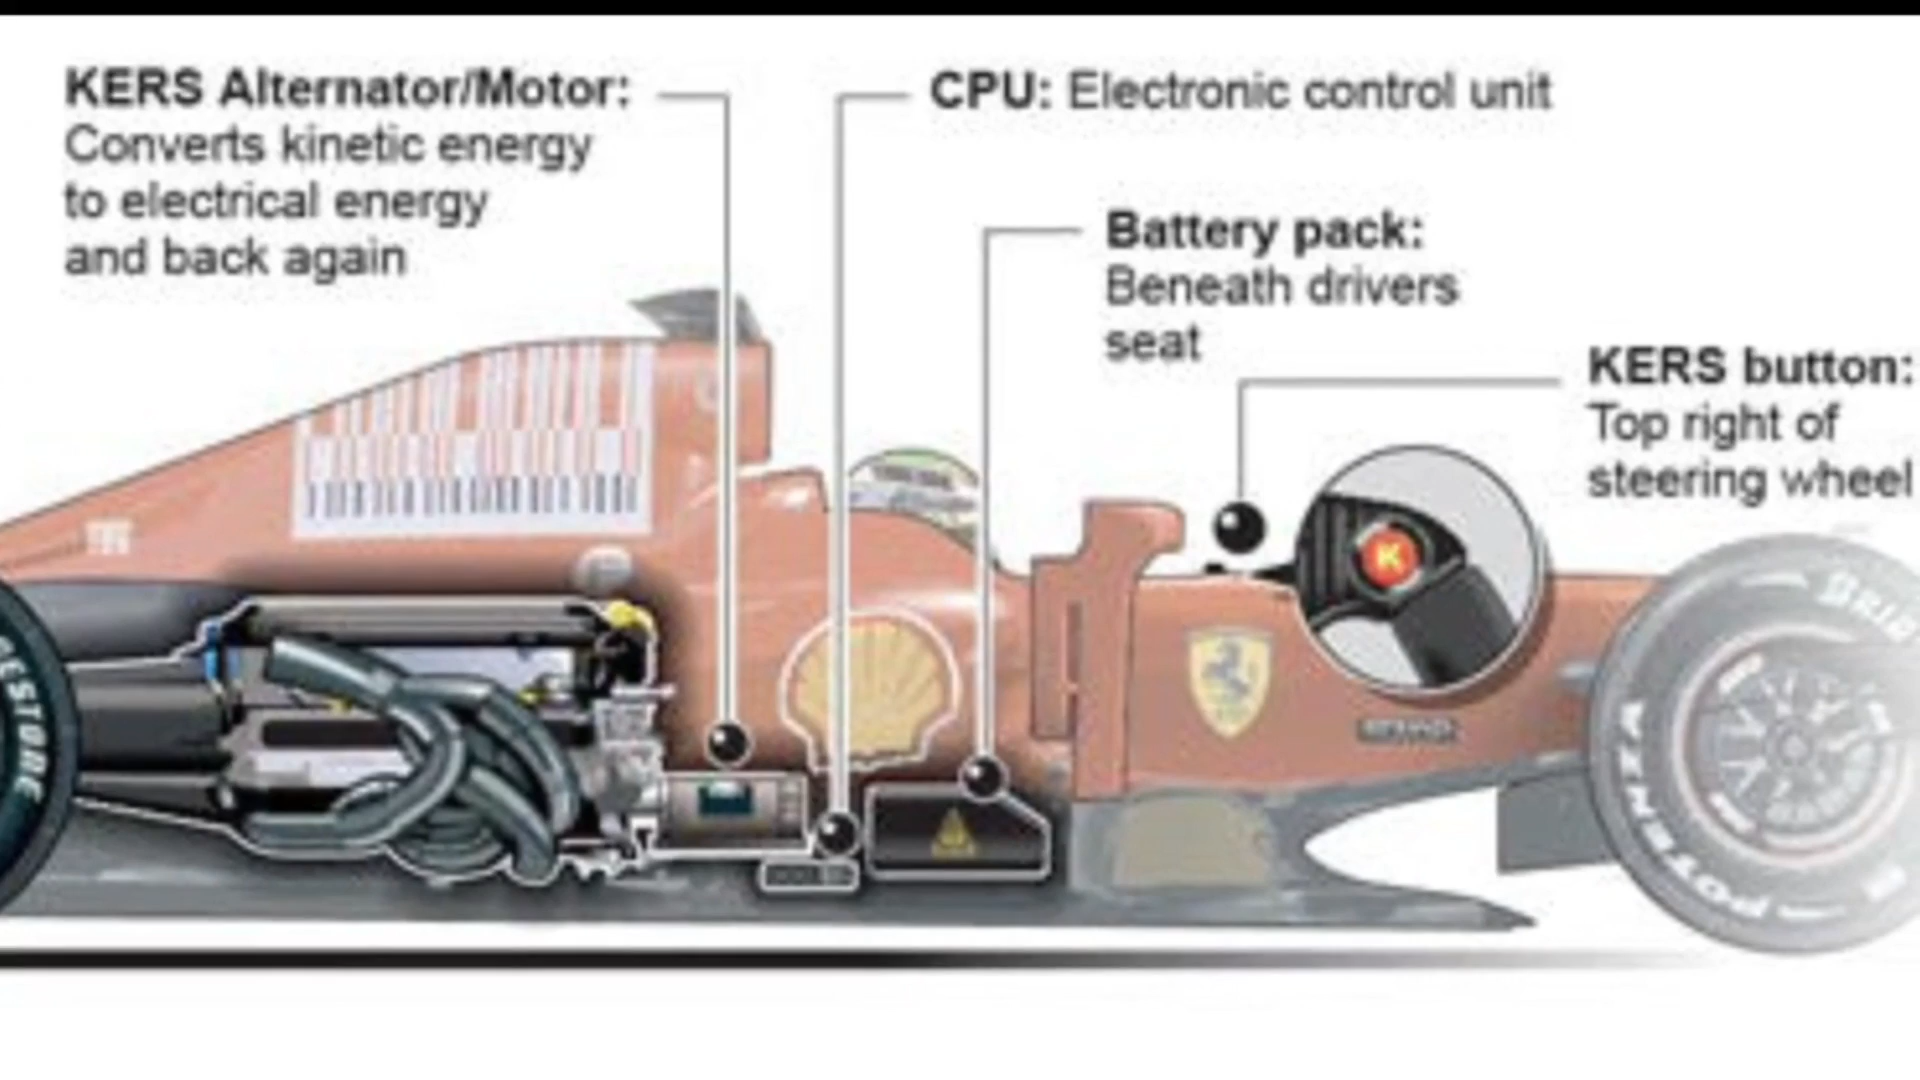 KERS Alternator/Motor:
Converts kinetic energy
to electrical energy
and back again
CPU: Electronic control unit
Battery pack:
Beneath drivers
seat
KERS button:
Top right of
steering wheel
K
POTENZA